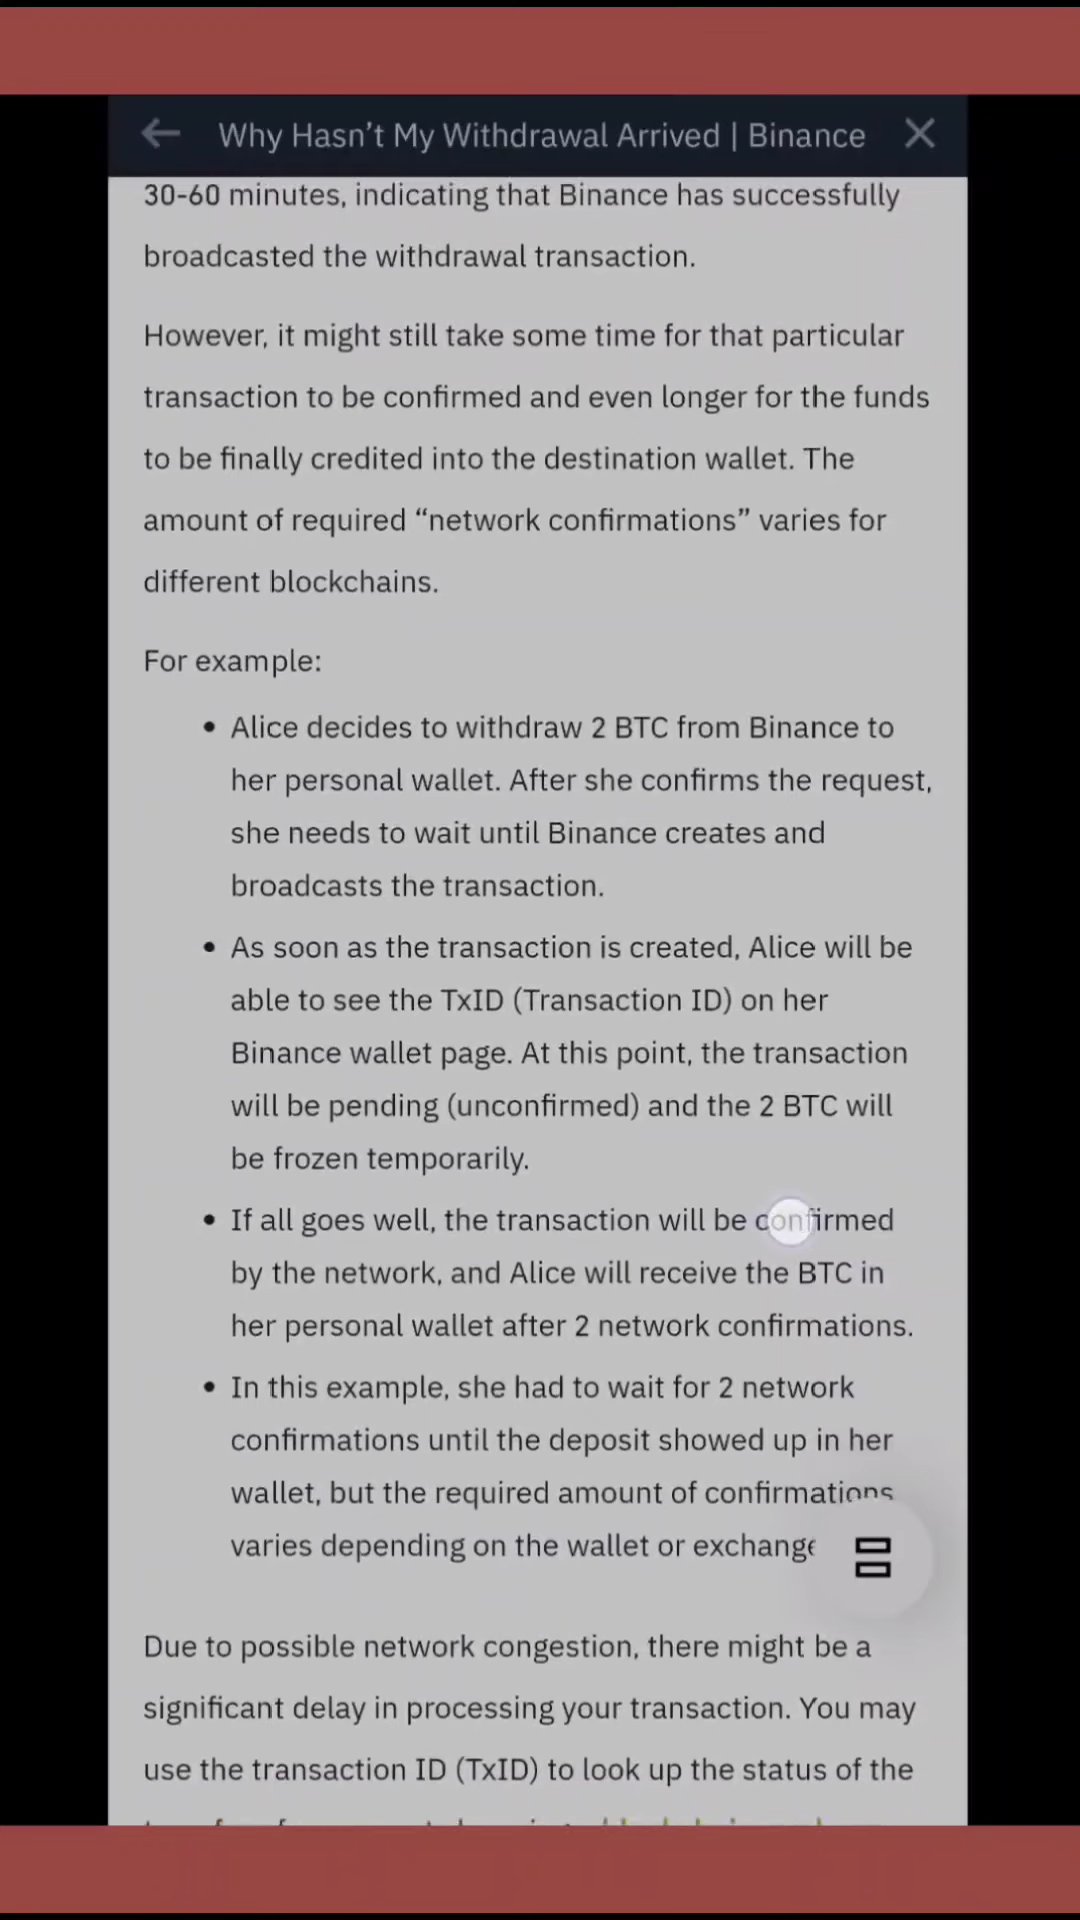 Why Hasn’t My Withdrawal Arrived | Binance
30-60 minutes, indicating that Binance has successfully
broadcasted the withdrawal transaction.
However, it might still take some time for that particular
transaction to be confirmed and even longer for the funds
to be finally credited into the destination wallet. The
amount of required “network confirmations” varies for
different blockchains.
For example:
• Alice decides to withdraw 2 BTC from Binance to
her personal wallet. After she confirms the request,
she needs to wait until Binance creates and
broadcasts the transaction.
• As soon as the transaction is created, Alice will be
able to see the TxID (Transaction ID) on her
Binance wallet page. At this point, the transaction
will be pending (unconfirmed) and the 2 BTC will
be frozen temporarily.
• If all goes well, the transaction will be confirmed
by the network, and Alice will receive the BTC in
her personal wallet after 2 network confirmations.
• In this example, she had to wait for 2 network
confirmations until the deposit showed up in her
wallet, but the required amount of confirmations
varies depending on the wallet or exchange
Due to possible network congestion, there might be a
significant delay in processing your transaction. You may
use the transaction ID (TxID) to look up the status of the